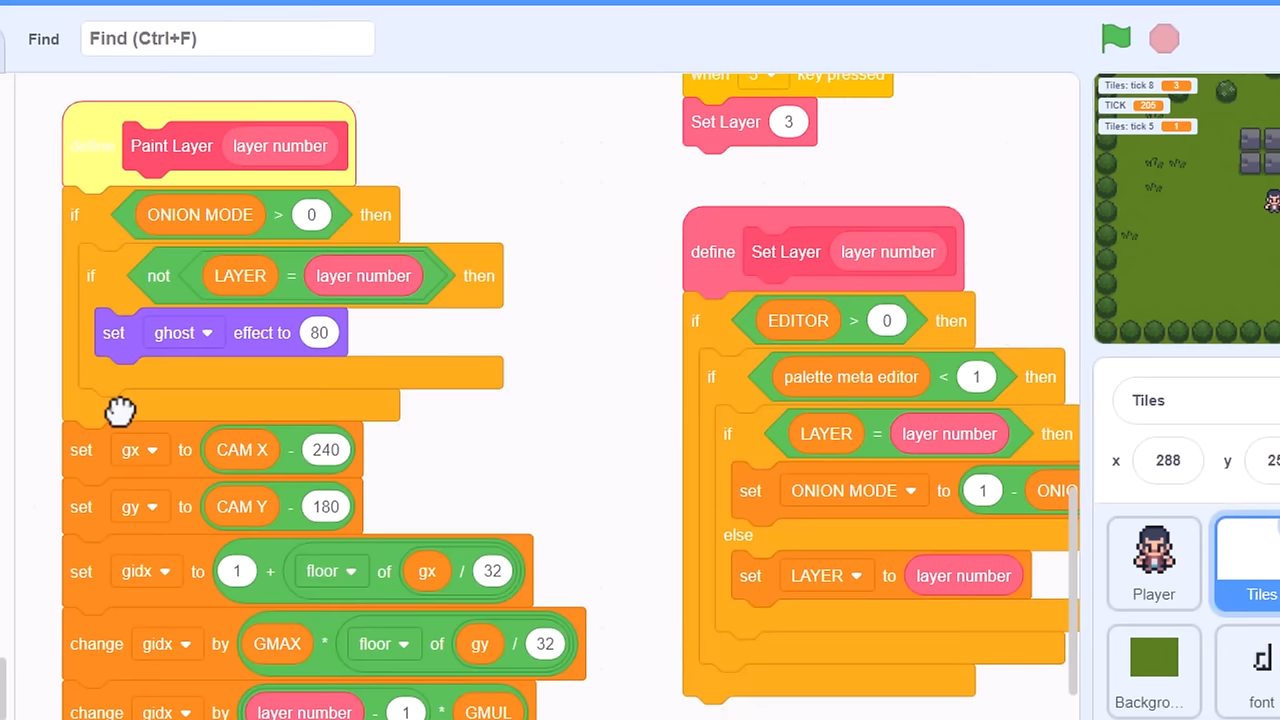 Find Find (Ctrl+F)
define Paint Layer layer number
if ONION MODE > 0 then
if not LAYER = layer number then
set ghost effect to 80
set gx to CAM X - 240
set gy to CAM Y - 180
set gidx to 1 + floor of gx / 32
change gidx by GMAX * floor of gy / 32
change gidx by layer number - 1 * GMUL
when 3 key pressed
Set Layer 3
define Set Layer layer number
if EDITOR > 0 then
if palette meta editor < 1 then
if LAYER = layer number then
set ONION MODE to 1 -
else
set LAYER to layer number
Tiles: tick 8 3
TICK 205
Tiles: tick 5 1
Tiles
x 288 y
Player
Tiles
Backgro...
font